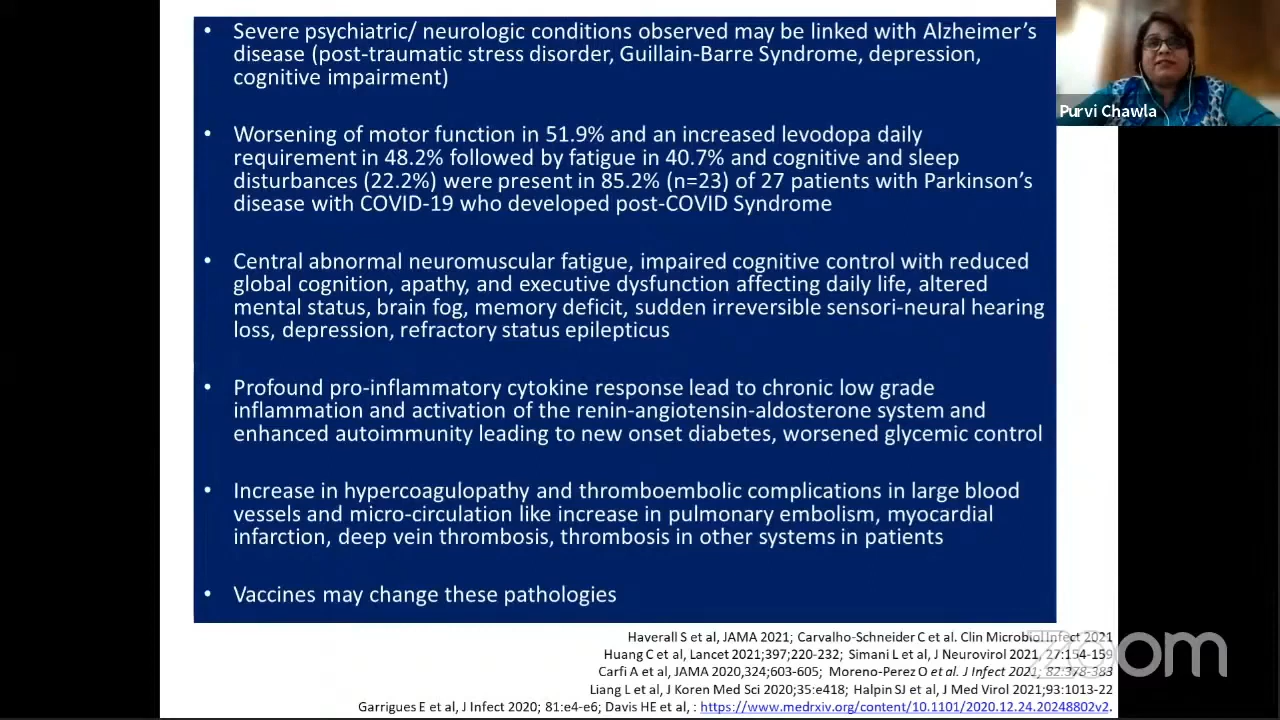 • Severe psychiatric/ neurologic conditions observed may be linked with Alzheimer's
disease (post-traumatic stress disorder, Guillain-Barre Syndrome, depression,
cognitive impairment)
• Worsening of motor function in 51.9% and an increased levodopa daily
requirement in 48.2% followed by fatigue in 40.7% and cognitive and sleep
disturbances (22.2%) were present in 85.2% (n=23) of 27 patients with Parkinson's
disease with COVID-19 who developed post-COVID Syndrome
• Central abnormal neuromuscular fatigue, impaired cognitive control with reduced
global cognition, apathy, and executive dysfunction affecting daily life, altered
mental status, brain fog, memory deficit, sudden irreversible sensori-neural hearing
loss, depression, refractory status epilepticus
• Profound pro-inflammatory cytokine response lead to chronic low grade
inflammation and activation of the renin-angiotensin-aldosterone system and
enhanced autoimmunity leading to new onset diabetes, worsened glycemic control
• Increase in hypercoagulopathy and thromboembolic complications in large blood
vessels and micro-circulation like increase in pulmonary embolism, myocardial
infarction, deep vein thrombosis, thrombosis in other systems in patients
• Vaccines may change these pathologies
Haverall S et al, JAMA 2021; Carvalho-Schneider C et al. Clin Microbiol Infect 2021
Huang C et al, Lancet 2021;397;220-232; Simani L et al, J Neurovirol 2021, 27:154-159
Carfi A et al, JAMA 2020,324;603-605; Moreno-Perez O et al. J Infect 2021; 82:378-383
Liang L et al, J Koren Med Sci 2020;35:e418; Halpin SJ et al, J Med Virol 2021;93:1013-22
Garrigues E et al, J Infect 2020; 81:e4-e6; Davis HE et al, : https://www.medrxiv.org/content/10.1101/2020.12.24.20248802v2.
Purvi Chawla
zoom